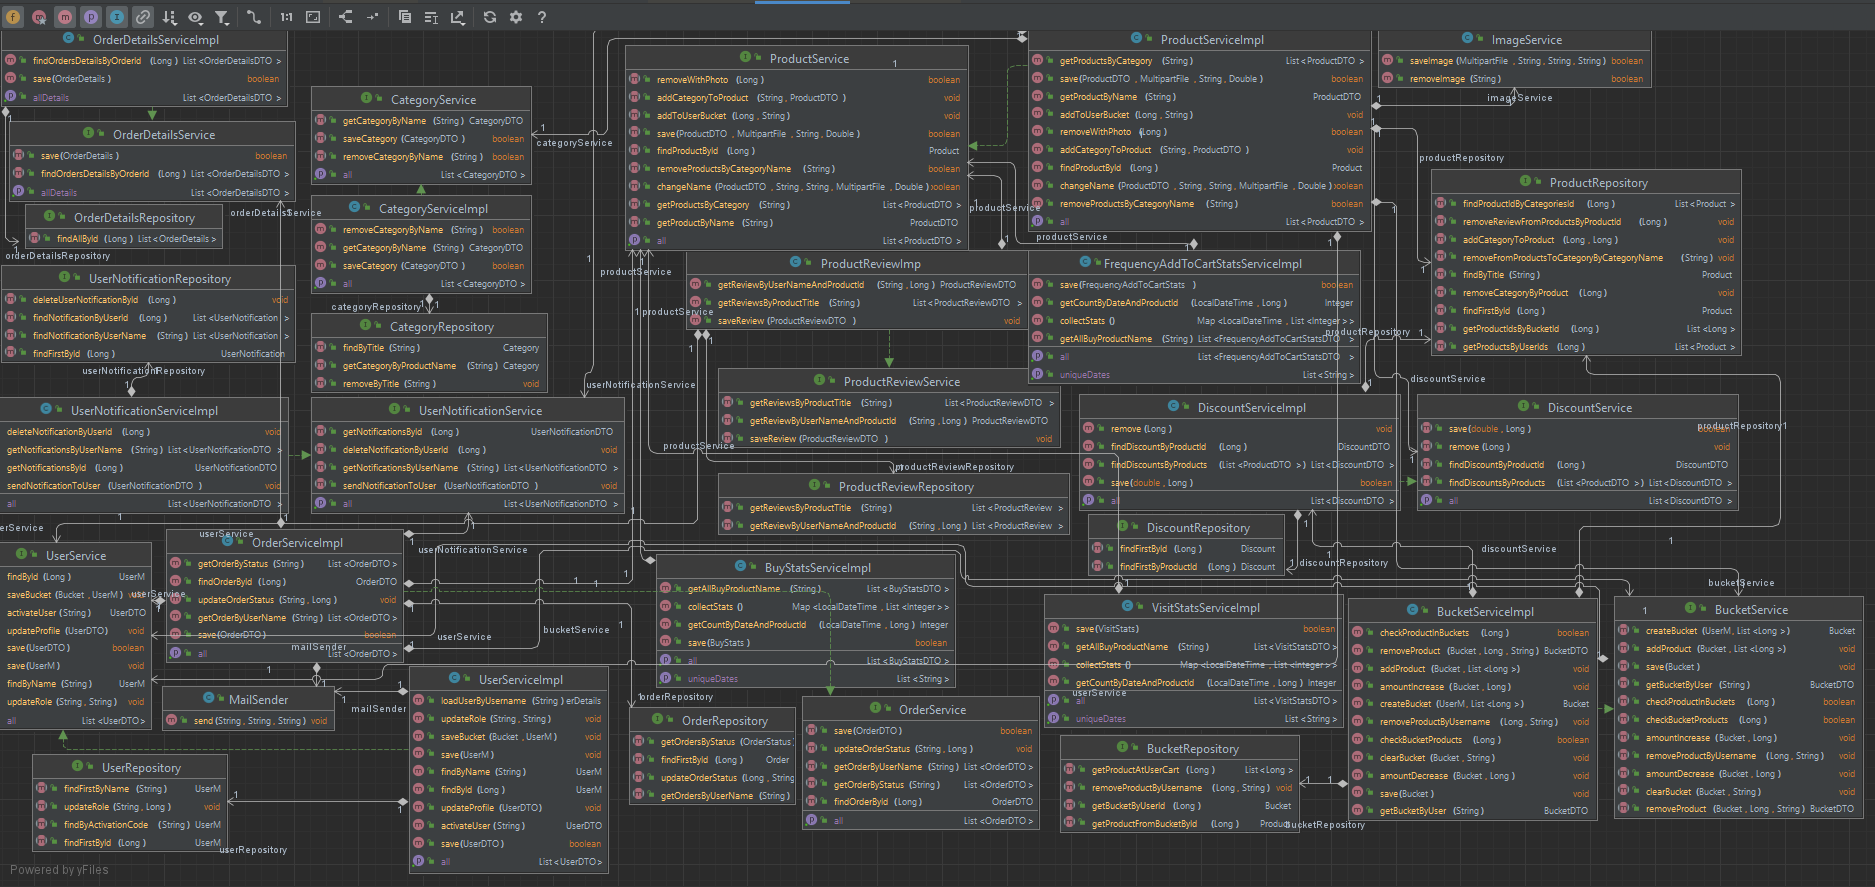 1:1
OrderDetailsServiceImpl
findOrdersDetailsByOrderId (Long) List <OrderDetailsDTO >
save(OrderDetails ) boolean
allDetails List <OrderDetailsDTO >
OrderDetailsService
save(OrderDetails ) boolean
findOrdersDetailsByOrderId (Long ) List <OrderDetailsDTO >
allDetails List <OrderDetailsDTO >
orderDetailsService
OrderDetailsRepository
findAllById (Long ) List <OrderDetails >
orderDetailsRepository
UserNotificationRepository
deleteUserNotificationById (Long ) void
findNotificationByUserId (Long ) List <UserNotification >
findNotificationByUserName (String ) List <UserNotification >
findFirstById (Long ) UserNotification
userNotificationRepository
UserNotificationServiceImpl
deleteNotificationByUserId (Long ) void
getNotificationsByUserName (String ) List <UserNotificationDTO >
getNotificationsById (Long ) UserNotificationDTO
sendNotificationToUser (UserNotificationDTO ) void
all List <UserNotificationDTO >
CategoryService
getCategoryByName (String ) CategoryDTO
saveCategory (CategoryDTO ) boolean
removeCategoryByName (String ) boolean
all List <CategoryDTO >
categoryService
CategoryServiceImpl
removeCategoryByName (String ) boolean
getCategoryByName (String ) CategoryDTO
saveCategory (CategoryDTO ) boolean
all List <CategoryDTO >
categoryRepository
CategoryRepository
findByTitle (String ) Category
getCategoryByProductName (String ) Category
removeByTitle (String ) void
userNotificationService
UserNotificationService
getNotificationsById (Long ) UserNotificationDTO
deleteNotificationByUserId (Long ) void
getNotificationsByUserName (String ) List <UserNotificationDTO >
sendNotificationToUser (UserNotificationDTO ) void
all List <UserNotificationDTO >
ProductService
removeWithPhoto (Long ) boolean
addCategoryToProduct (String , ProductDTO ) void
addToUserBucket (Long , String ) void
save(ProductDTO , MultipartFile , String , Double ) boolean
findProductById (Long ) Product
removeProductsByCategoryName (String ) boolean
changeName (ProductDTO , String , String , MultipartFile , Double ) boolean
getProductsByCategory (String ) List <ProductDTO >
getProductByName (String ) ProductDTO
all List <ProductDTO >
productService
productService
productService
productService
ProductServiceImpl
getProductsByCategory (String ) List <ProductDTO >
save(ProductDTO , MultipartFile , String , Double ) boolean
getProductByName (String ) ProductDTO
addToUserBucket (Long , String ) void
removeWithPhoto (Long ) boolean
addCategoryToProduct (String , ProductDTO ) void
findProductById (Long ) Product
changeName (ProductDTO , String , String , MultipartFile , Double ) boolean
removeProductsByCategoryName (String ) boolean
all List <ProductDTO >
ImageService
saveImage (MultipartFile , String , String , String ) boolean
removeImage (String ) boolean
imageService
productRepository
ProductRepository
findProductIdByCategoriesId (Long ) List <Product >
removeReviewFromProductsByProductId (Long ) void
addCategoryToProduct (Long , Long ) void
removeFromProductsToCategoryByCategoryName (String ) void
findByTitle (String ) Product
removeCategoryByProduct (Long ) void
findFirstById (Long ) Product
getProductIdsByBucketId (Long ) List <Long >
getProductsByUserIds (Long ) List <Product >
productRepository
ProductReviewImp
getReviewByUserNameAndProductId (String , Long ) ProductReviewDTO
getReviewsByProductTitle (String ) List <ProductReviewDTO >
saveReview (ProductReviewDTO ) void
FrequencyAddToCartStatsServiceImpl
save(FrequencyAddToCartStats ) boolean
getCountByDateAndProductId (LocalDateTime , Long ) Integer
collectStats () Map <LocalDateTime , List <Integer > >
getAllBuyProductName (String ) List <FrequencyAddToCartStatsDTO >
all List <FrequencyAddToCartStatsDTO >
uniqueDates List <String >
ProductReviewService
getReviewsByProductTitle (String ) List <ProductReviewDTO >
getReviewByUserNameAndProductId (String , Long ) ProductReviewDTO
saveReview (ProductReviewDTO ) void
productService
productReviewRepository
ProductReviewRepository
getReviewsByProductTitle (String ) List <ProductReview >
getReviewByUserNameAndProductId (String , Long ) List <ProductReview >
discountService
DiscountServiceImpl
remove (Long ) void
findDiscountByProductId (Long ) DiscountDTO
findDiscountsByProducts (List <ProductDTO >) List <DiscountDTO >
save(double , Long ) boolean
all List <DiscountDTO >
DiscountService
save(double , Long ) boolean
remove (Long ) void
findDiscountByProductId (Long ) DiscountDTO
findDiscountsByProducts (List <ProductDTO >) List <DiscountDTO >
all List <DiscountDTO >
productRepository1
DiscountRepository
findFirstById (Long ) Discount
findFirstByProductId (Long ) Discount
discountRepository
discountService
bucketService
UserService
findById (Long ) UserM
saveBucket (Bucket , UserM ) void
activateUser (String ) UserDTO
updateProfile (UserDTO ) void
save(UserDTO ) boolean
save(UserM ) void
findByName (String ) UserM
updateRole (String , String ) void
all List <UserDTO >
userService
userService
OrderServiceImpl
getOrderByStatus (String ) List <OrderDTO >
findOrderById (Long ) OrderDTO
updateOrderStatus (String , Long ) void
getOrderByUserName (String ) List <OrderDTO >
save(OrderDTO ) boolean
all List <OrderDTO >
mailSender
userNotificationService
userService
userService
bucketService
MailSender
send (String , String , String ) void
mailSender
UserRepository
findFirstByName (String ) UserM
updateRole (String , Long ) void
findByActivationCode (String ) UserM
findFirstById (Long ) UserM
userRepository
UserServiceImpl
loadUserByUsername (String ) erDetails
updateRole (String , String ) void
saveBucket (Bucket , UserM ) void
save(UserM ) void
findByName (String ) UserM
findById (Long ) UserM
updateProfile (UserDTO ) void
activateUser (String ) UserDTO
save(UserDTO ) boolean
all List <UserDTO >
BuyStatsServiceImpl
getAllBuyProductName (String ) List <BuyStatsDTO >
collectStats () Map <LocalDateTime , List <Integer > >
getCountByDateAndProductId (LocalDateTime , Long ) Integer
save(BuyStats ) boolean
all List <BuyStatsDTO >
uniqueDates List <String >
orderRepository
OrderRepository
getOrdersByStatus (OrderStatus
findFirstById (Long ) Order
updateOrderStatus (Long , String
getOrdersByUserName (String )
OrderService
save(OrderDTO ) boolean
updateOrderStatus (String , Long ) void
getOrderByUserName (String ) List <OrderDTO >
getOrderByStatus (String ) List <OrderDTO >
findOrderById (Long ) OrderDTO
all List <OrderDTO >
VisitStatsServiceImpl
save(VisitStats ) boolean
getAllBuyProductName (String ) List <VisitStatsDTO >
collectStats () Map <LocalDateTime , List <Integer > >
getCountByDateAndProductId (LocalDateTime , Long ) Integer
userService
all List <VisitStatsDTO >
uniqueDates List <String >
BucketRepository
getProductAtUserCart (Long ) List <Long >
removeProductByUsername (Long , String ) void
getBucketByUserId (Long ) Bucket
getProductFromBucketById (Long ) Product
bucketRepository
BucketServiceImpl
checkProductInBuckets (Long ) boolean
removeProduct (Bucket , Long , String ) BucketDTO
addProduct (Bucket , List <Long >) void
amountIncrease (Bucket , Long ) void
createBucket (UserM , List <Long >) Bucket
removeProductByUsername (Long , String ) void
checkBucketProducts (Long ) boolean
clearBucket (Bucket , String ) void
amountDecrease (Bucket , Long ) void
save(Bucket ) void
getBucketByUser (String ) BucketDTO
BucketService
createBucket (UserM , List <Long >) Bucket
addProduct (Bucket , List <Long >) void
save(Bucket ) void
getBucketByUser (String ) BucketDTO
checkProductInBuckets (Long ) boolean
checkBucketProducts (Long ) boolean
amountIncrease (Bucket , Long ) void
removeProductByUsername (Long , String ) void
amountDecrease (Bucket , Long ) void
clearBucket (Bucket , String ) void
removeProduct (Bucket , Long , String ) BucketDTO
Powered by yFiles